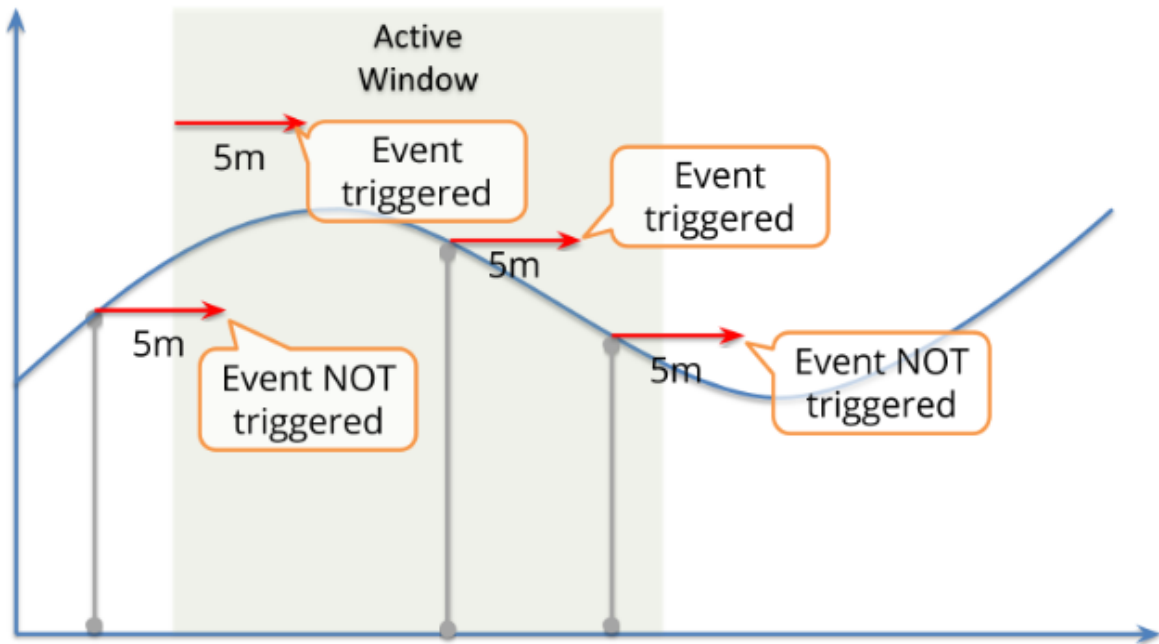 Active
Window
5m
Event
triggered
Event
triggered
5m
5m
Event NOT
triggered
5m
Event NOT
triggered